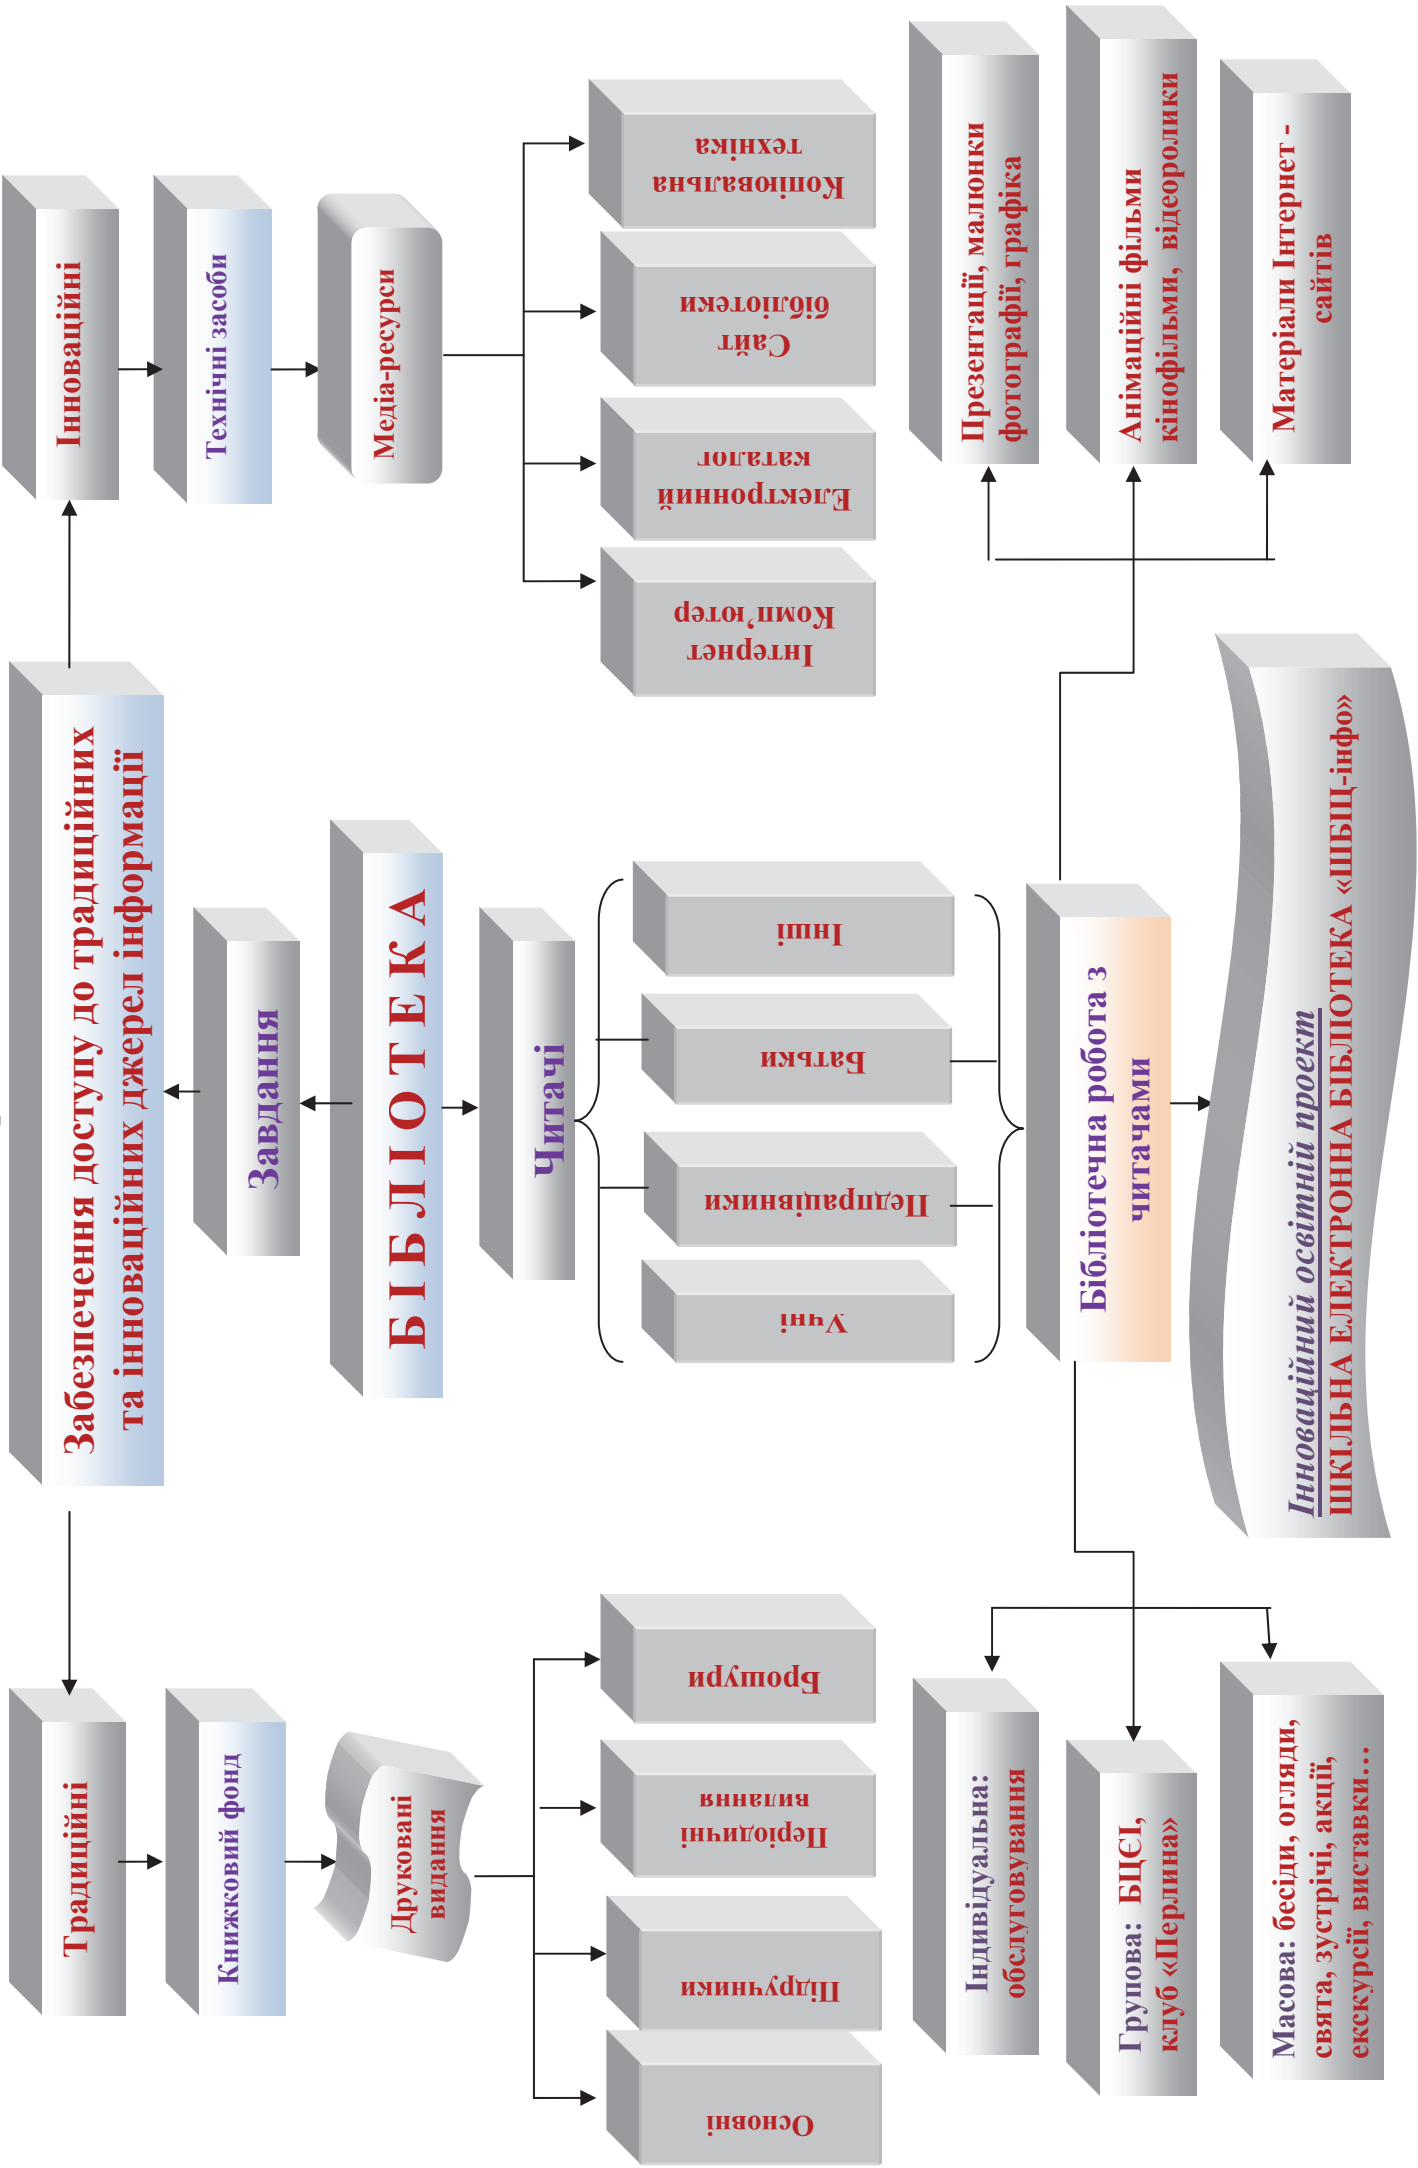 Забезпечення доступу до традиційних
та інноваційних джерел інформації
Традиційні
Інноваційні
Завдання
Книжковий фонд
Технічні засоби
БІБЛІОТЕКА
Друковані
видання
Медіа-ресурси
Читачі
Основні
Підручники
Періодичні
видання
Брошури
Учні
Педпрацівники
Батьки
Інші
Інтернет
Комп’ютер
Електронний
каталог
Сайт
бібліотеки
Копіювальна
техніка
Індивідуальна:
обслуговування
Групова: БЦЄІ,
клуб «Перлина»
Масова: бесіди, огляди,
свята, зустрічі, акції,
екскурсії, виставки…
Бібліотечна робота з
читачами
Презентації, малюнки
фотографії, графіка
Анімаційні фільми
кінофільми, відеоролики
Матеріали Інтернет -
сайтів
Інноваційний освітній проект
ШКІЛЬНА ЕЛЕКТРОННА БІБЛІОТЕКА «ШБІЦ-інфо»